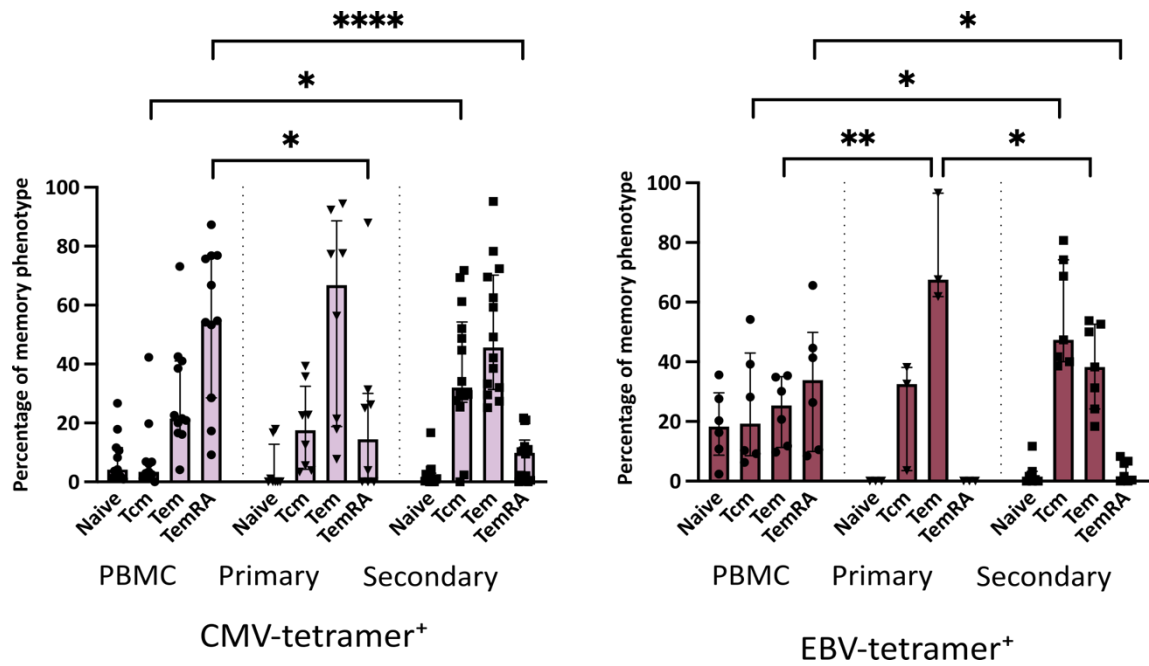 **** *
* *
* ** *
Percentage of memory phenotype
100
80
60
40
20
0
Naive Tcm Tem TemRA Naive Tcm Tem TemRA Naive Tcm Tem TemRA
PBMC Primary Secondary
CMV-tetramer⁺
Percentage of memory phenotype
100
80
60
40
20
0
Naive Tcm Tem TemRA Naive Tcm Tem TemRA Naive Tcm Tem TemRA
PBMC Primary Secondary
EBV-tetramer⁺